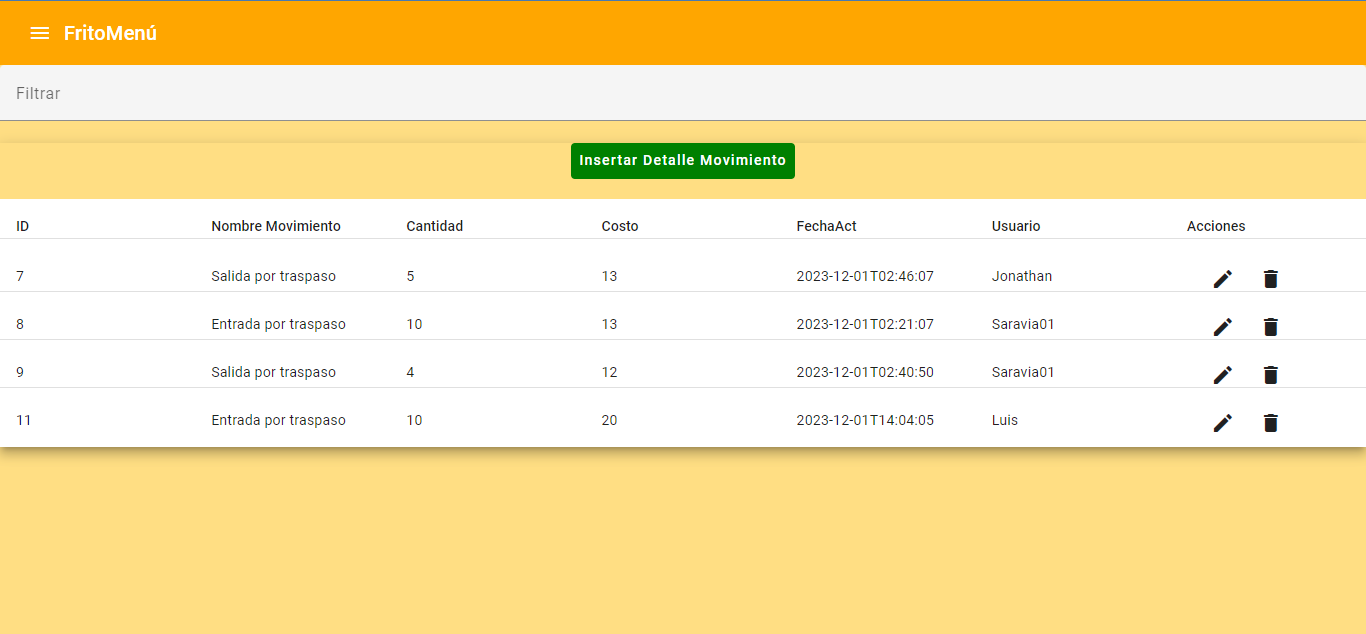 FritoMenú
Filtrar
Insertar Detalle Movimiento
ID Nombre Movimiento Cantidad Costo FechaAct Usuario Acciones
7 Salida por traspaso 5 13 2023-12-01T02:46:07 Jonathan
8 Entrada por traspaso 10 13 2023-12-01T02:21:07 Saravia01
9 Salida por traspaso 4 12 2023-12-01T02:40:50 Saravia01
11 Entrada por traspaso 10 20 2023-12-01T14:04:05 Luis